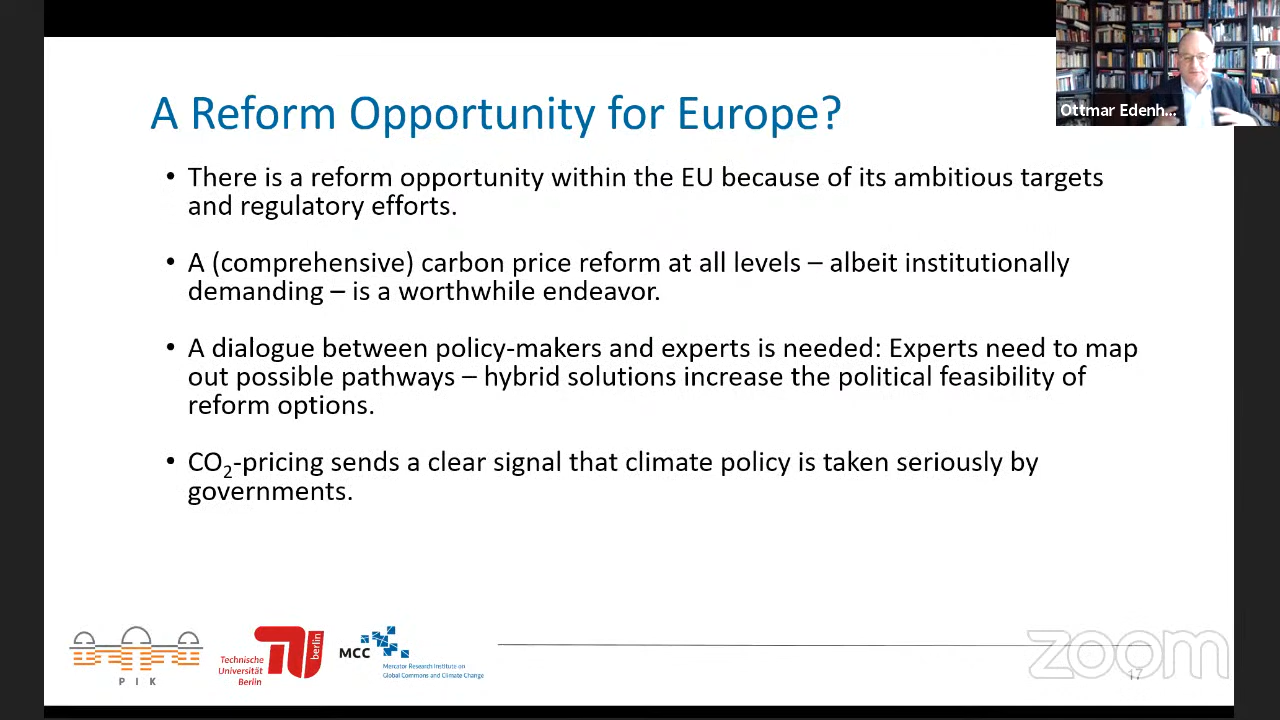 A Reform Opportunity for Europe?
Ottmar Edenh...
• There is a reform opportunity within the EU because of its ambitious targets
and regulatory efforts.
• A (comprehensive) carbon price reform at all levels – albeit institutionally
demanding – is a worthwhile endeavor.
• A dialogue between policy-makers and experts is needed: Experts need to map
out possible pathways – hybrid solutions increase the political feasibility of
reform options.
• CO₂-pricing sends a clear signal that climate policy is taken seriously by
governments.
PIK
Technische
Universität
Berlin
berlin
MCC
Mercator Research Institute on
Global Commons and Climate Change
zoom
17